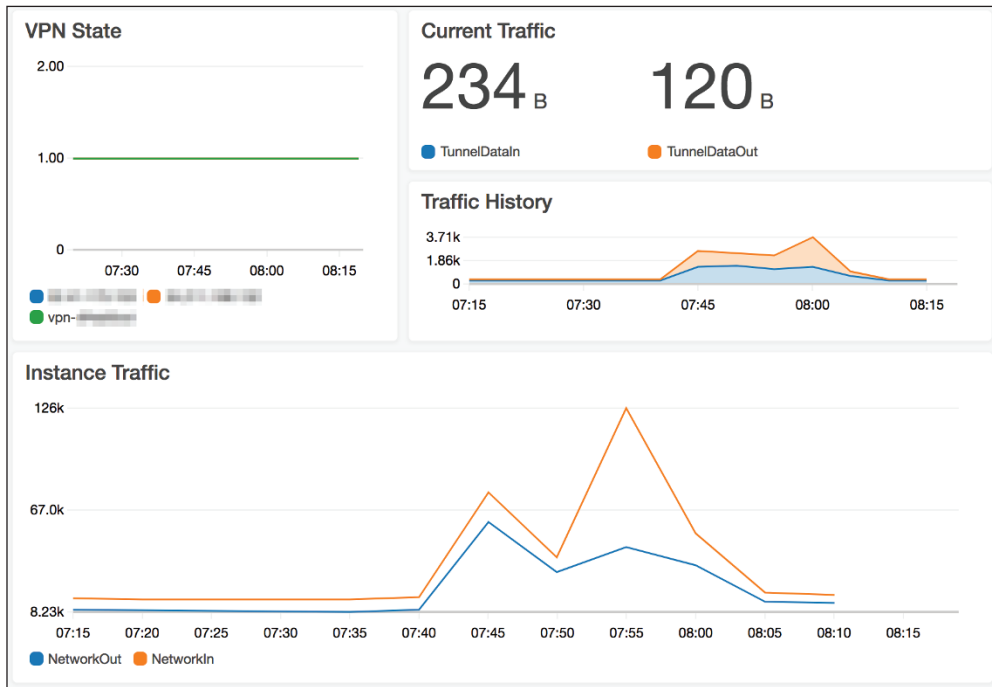 VPN State
2.00
1.00
0
07:30 07:45 08:00 08:15
vpn-
Current Traffic
234 B 120 B
TunnelDataIn TunnelDataOut
Traffic History
3.71k
1.86k
0
07:15 07:30 07:45 08:00 08:15
Instance Traffic
126k
67.0k
8.23k
07:15 07:20 07:25 07:30 07:35 07:40 07:45 07:50 07:55 08:00 08:05 08:10 08:15
NetworkOut NetworkIn